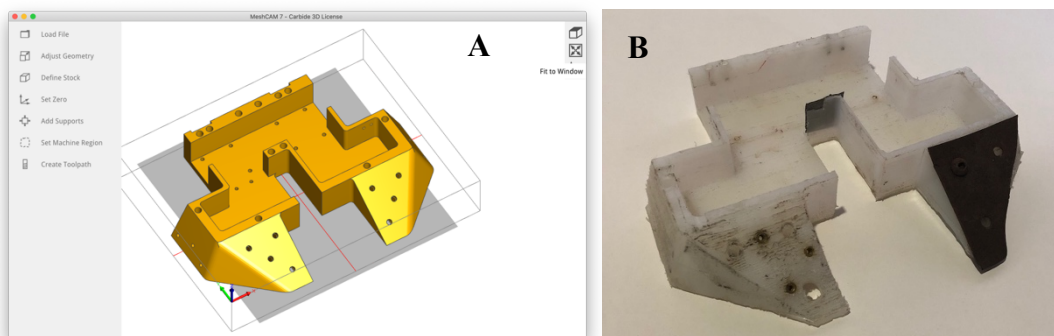 MeshCAM 7 - Carbide 3D License
Load File
Adjust Geometry
Define Stock
Set Zero
Add Supports
Set Machine Region
Create Toolpath
A
Fit to Window
B